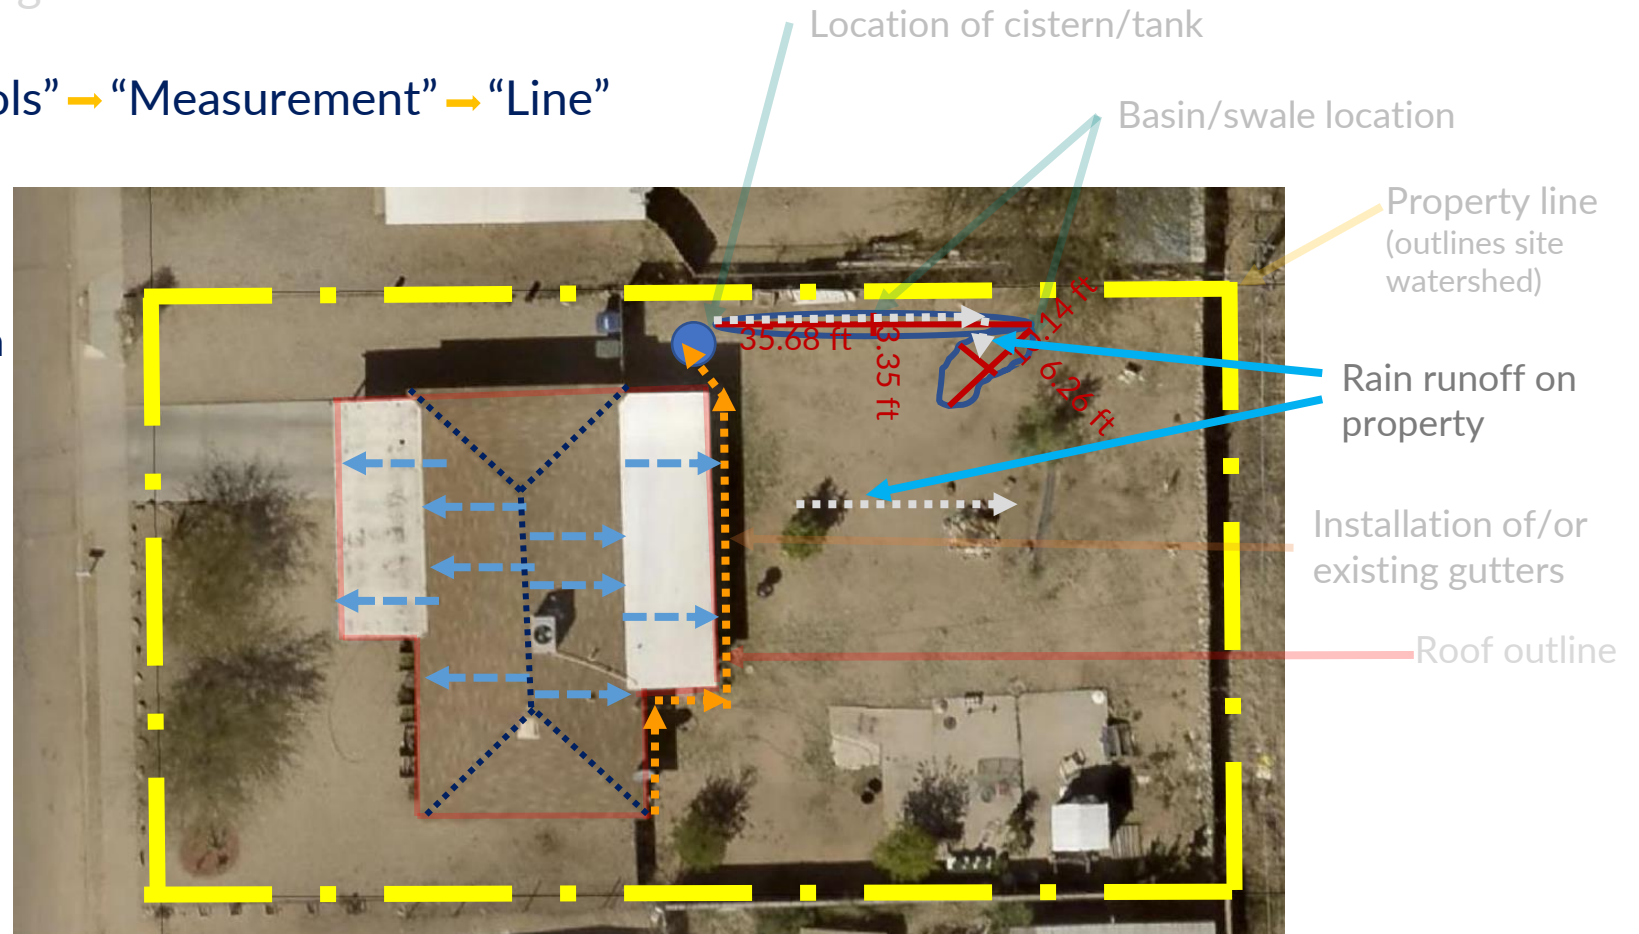 Location of cistern/tank
ols” → “Measurement” → “Line”
Basin/swale location
Property line
(outlines site
watershed)
35.68 ft
3.35 ft
6.26 ft
Rain runoff on
property
Installation of/or
existing gutters
Roof outline